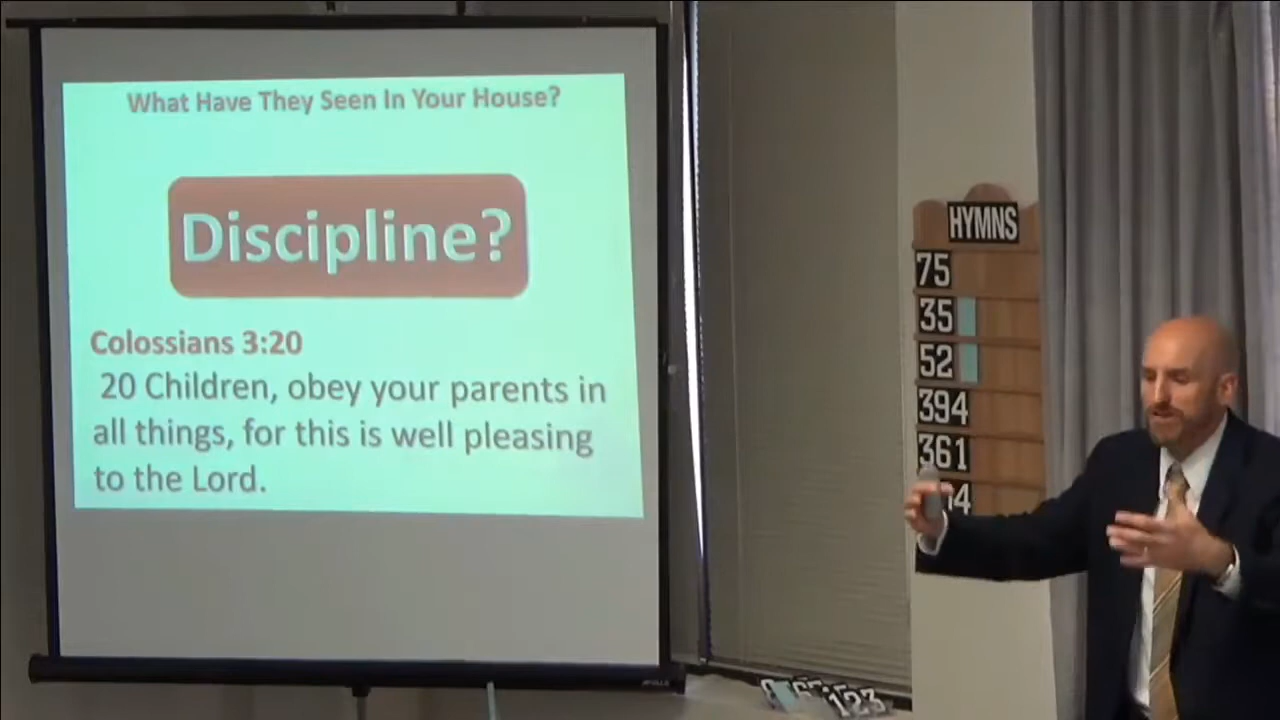 What Have They Seen In Your House?
Discipline?
Colossians 3:20
20 Children, obey your parents in
all things, for this is well pleasing
to the Lord.
HYMNS
75
35
52
394
361
123